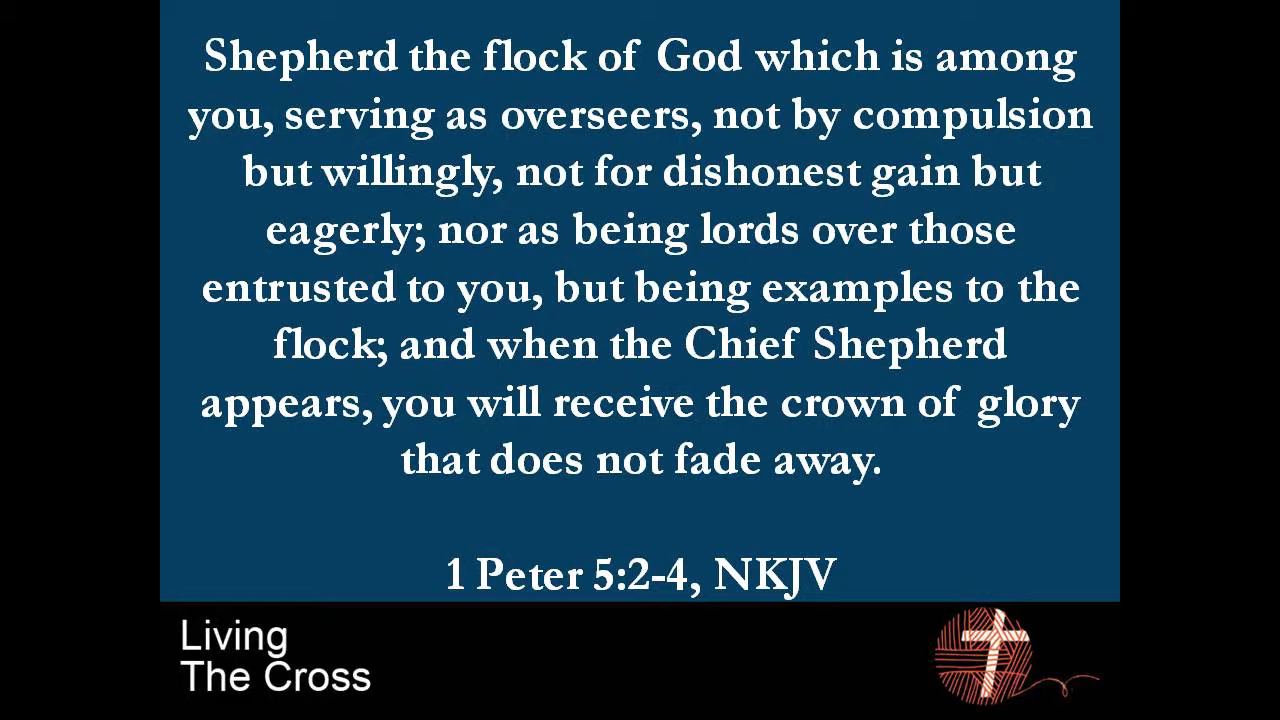 Shepherd the flock of God which is among
you, serving as overseers, not by compulsion
but willingly, not for dishonest gain but
eagerly; nor as being lords over those
entrusted to you, but being examples to the
flock; and when the Chief Shepherd
appears, you will receive the crown of glory
that does not fade away.
1 Peter 5:2-4, NKJV
Living
The Cross